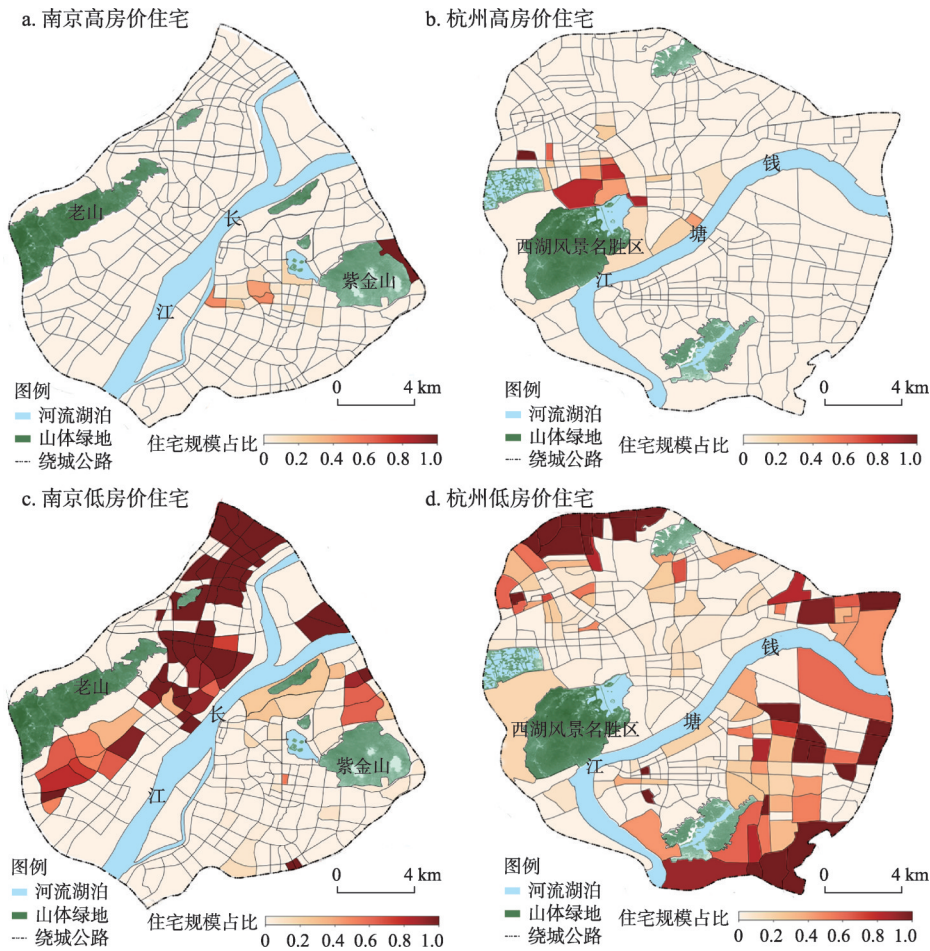 a. 南京高房价住宅
老山
长
江
紫金山
0 4 km
图例
河流湖泊
山体绿地
绕城公路
住宅规模占比
0 0.2 0.4 0.6 0.8 1.0
b. 杭州高房价住宅
钱
塘
江
西湖风景名胜区
0 4 km
图例
河流湖泊
山体绿地
绕城公路
住宅规模占比
0 0.2 0.4 0.6 0.8 1.0
c. 南京低房价住宅
老山
长
江
紫金山
0 4 km
图例
河流湖泊
山体绿地
绕城公路
住宅规模占比
0 0.2 0.4 0.6 0.8 1.0
d. 杭州低房价住宅
钱
塘
江
西湖风景名胜区
0 4 km
图例
河流湖泊
山体绿地
绕城公路
住宅规模占比
0 0.2 0.4 0.6 0.8 1.0